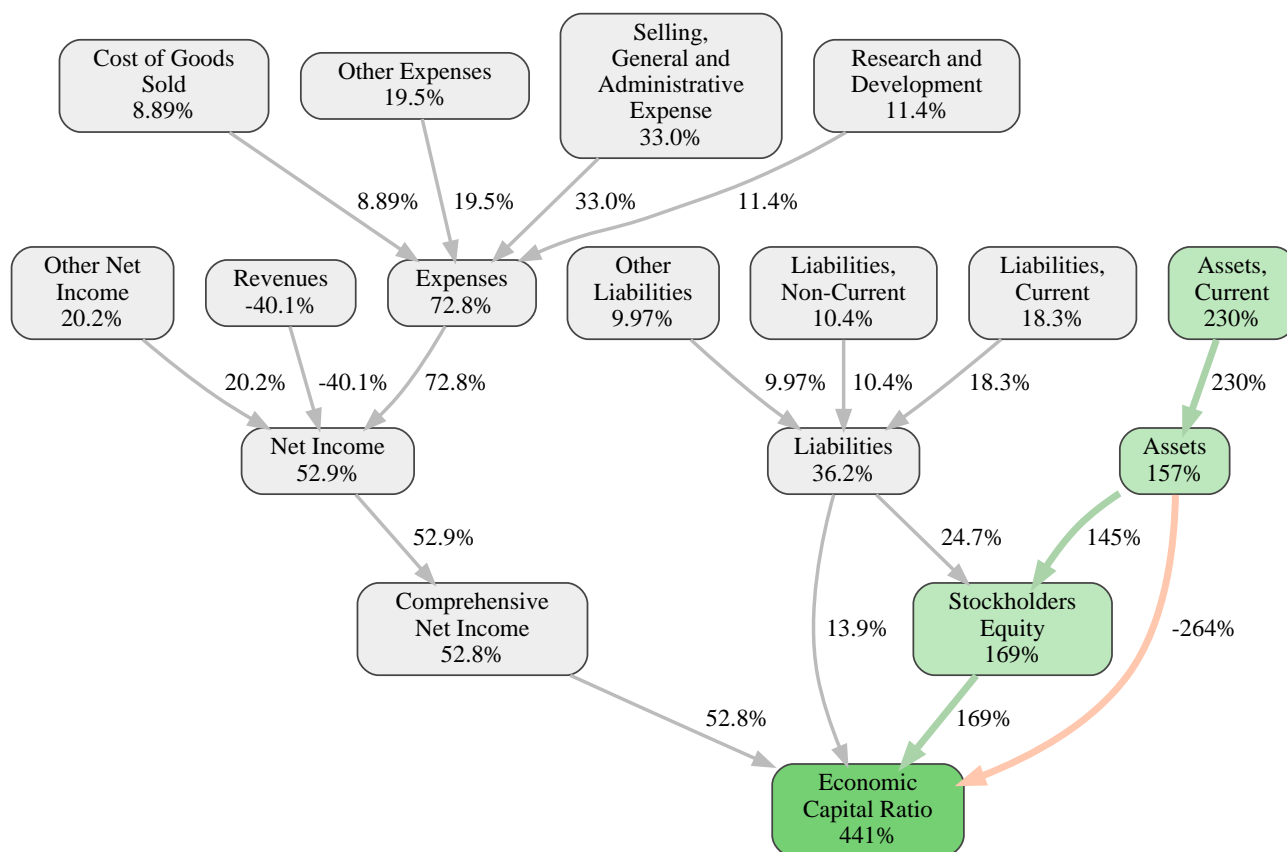 Cost of Goods
Sold
8.89%
Other Expenses
19.5%
Selling,
General and
Administrative
Expense
33.0%
Research and
Development
11.4%
8.89%
19.5%
33.0%
11.4%
Other Net
Income
20.2%
Revenues
-40.1%
Expenses
72.8%
Other
Liabilities
9.97%
Liabilities,
Non-Current
10.4%
Liabilities,
Current
18.3%
Assets,
Current
230%
20.2%
-40.1%
72.8%
9.97%
10.4%
18.3%
230%
Net Income
52.9%
Liabilities
36.2%
Assets
157%
52.9%
24.7%
145%
Comprehensive
Net Income
52.8%
13.9%
Stockholders
Equity
169%
-264%
52.8%
169%
Economic
Capital Ratio
441%